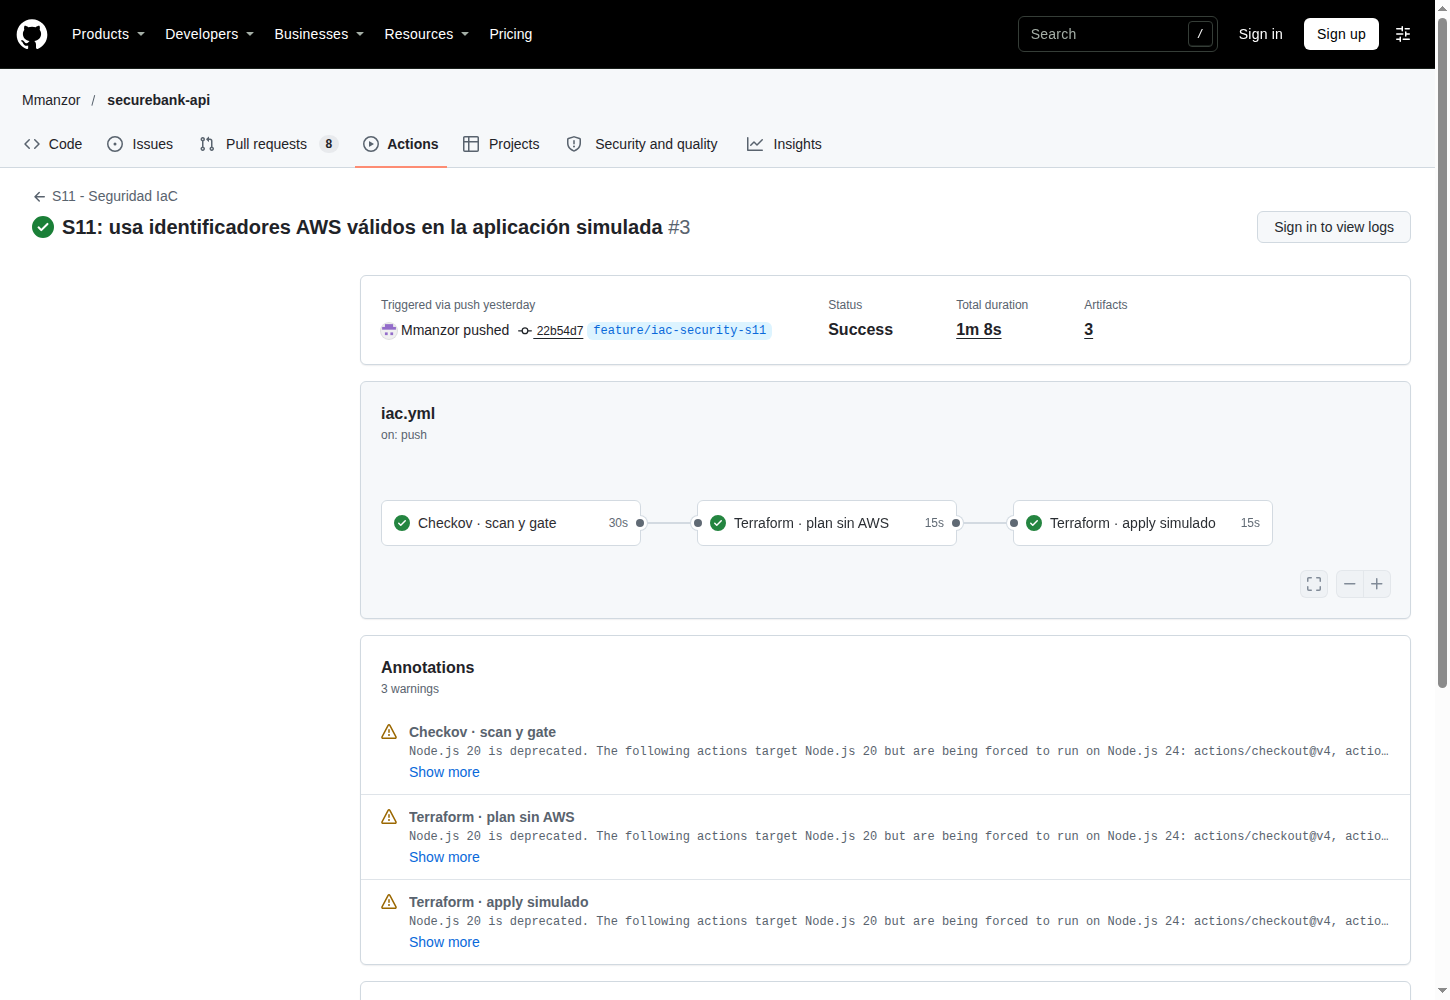 Products Developers Businesses Resources Pricing Search / Sign in Sign up
Mmanzor / securebank-api
Code Issues Pull requests 8 Actions Projects Security and quality Insights
S11 - Seguridad IaC
S11: usa identificadores AWS válidos en la aplicación simulada #3
Sign in to view logs
Triggered via push yesterday Status Total duration Artifacts
Mmanzor pushed 22b54d7 feature/iac-security-s11 Success 1m 8s 3
iac.yml
on: push
Checkov · scan y gate 30s Terraform · plan sin AWS 15s Terraform · apply simulado 15s
Annotations
3 warnings
Checkov · scan y gate
Node.js 20 is deprecated. The following actions target Node.js 20 but are being forced to run on Node.js 24: actions/checkout@v4, actio…
Show more
Terraform · plan sin AWS
Node.js 20 is deprecated. The following actions target Node.js 20 but are being forced to run on Node.js 24: actions/checkout@v4, actio…
Show more
Terraform · apply simulado
Node.js 20 is deprecated. The following actions target Node.js 20 but are being forced to run on Node.js 24: actions/checkout@v4, actio…
Show more